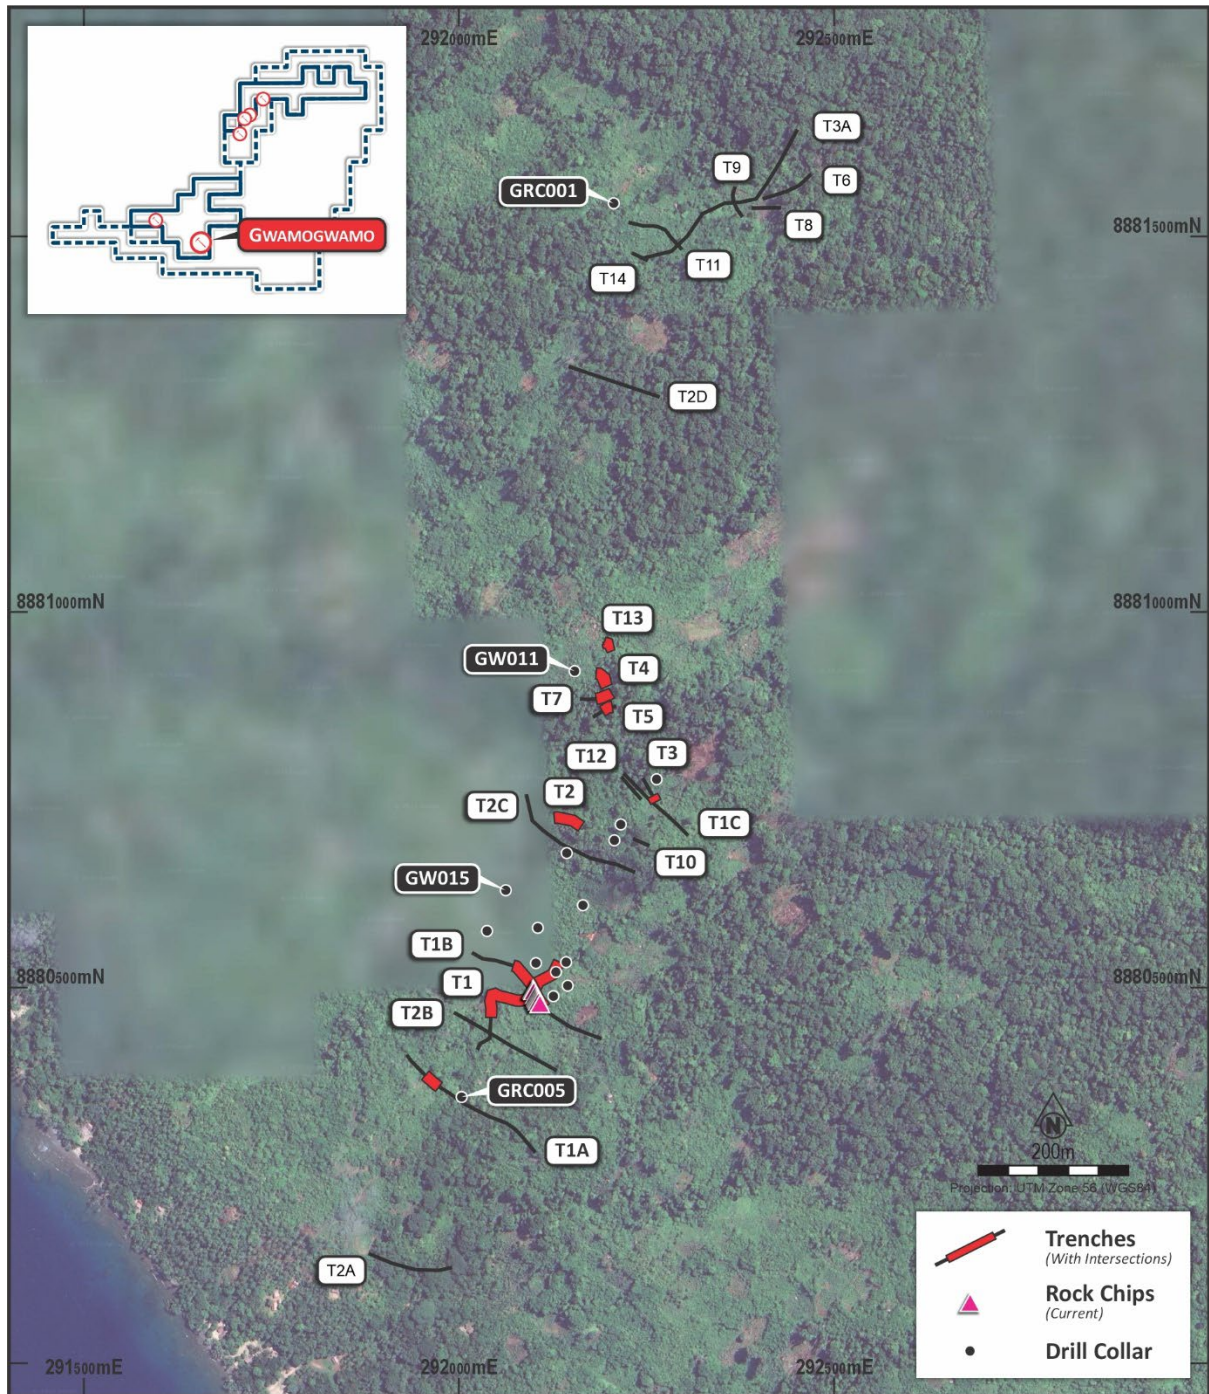 292000mE
292500mE
GWAMOGWAMO
T3A
T9
T6
GRC001
T8
8881500mN
T11
T14
T2D
8881000mN
8881000mN
T13
GW011
T4
T7
T5
T12
T3
T2
T2C
T1C
T10
GW015
T1B
T1
8880500mN
8880500mN
T2B
GRC005
T1A
N
200m
Projection: UTM Zone 56 (WGS84)
T2A
Trenches
(With Intersections)
Rock Chips
(Current)
Drill Collar
291500mE
292000mE
292500mE